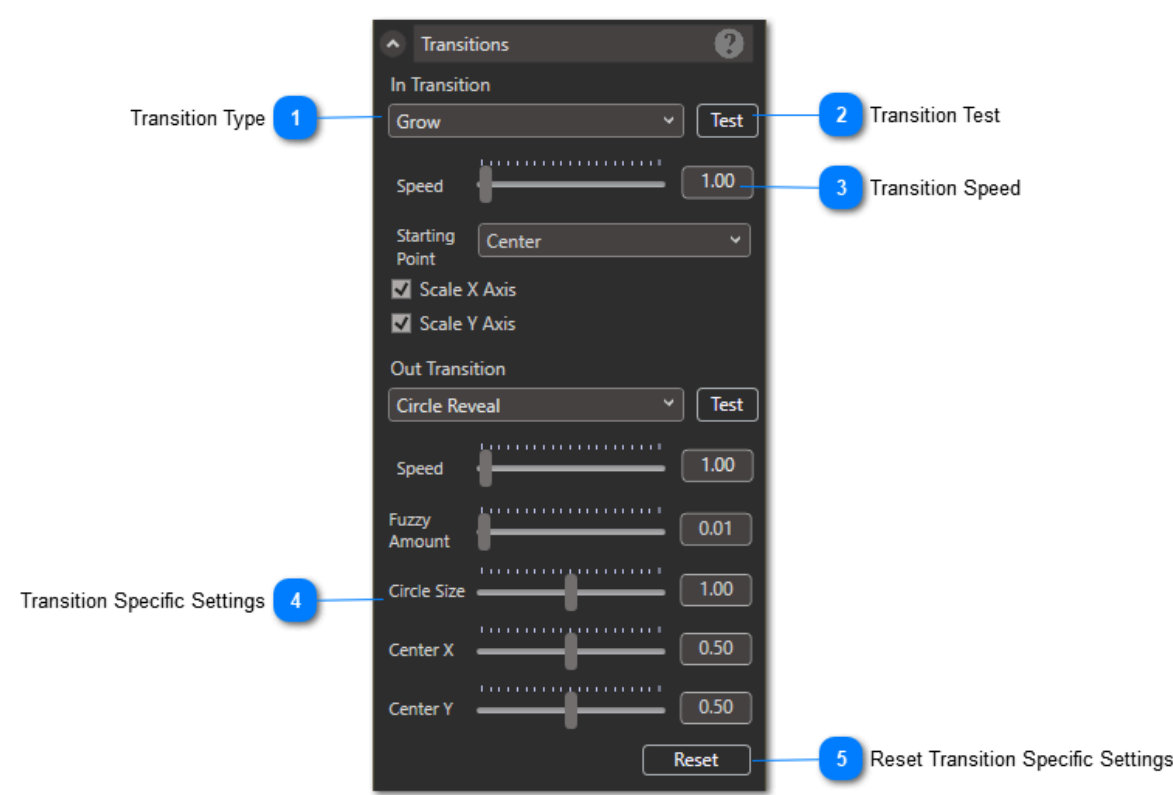 Transitions ?
In Transition
Transition Type 1 Grow Test 2 Transition Test
Speed 1.00 3 Transition Speed
Starting
Point
Center
Scale X Axis
Scale Y Axis
Out Transition
Circle Reveal Test
Speed 1.00
Fuzzy
Amount
0.01
Transition Specific Settings 4 Circle Size 1.00
Center X 0.50
Center Y 0.50
Reset 5 Reset Transition Specific Settings